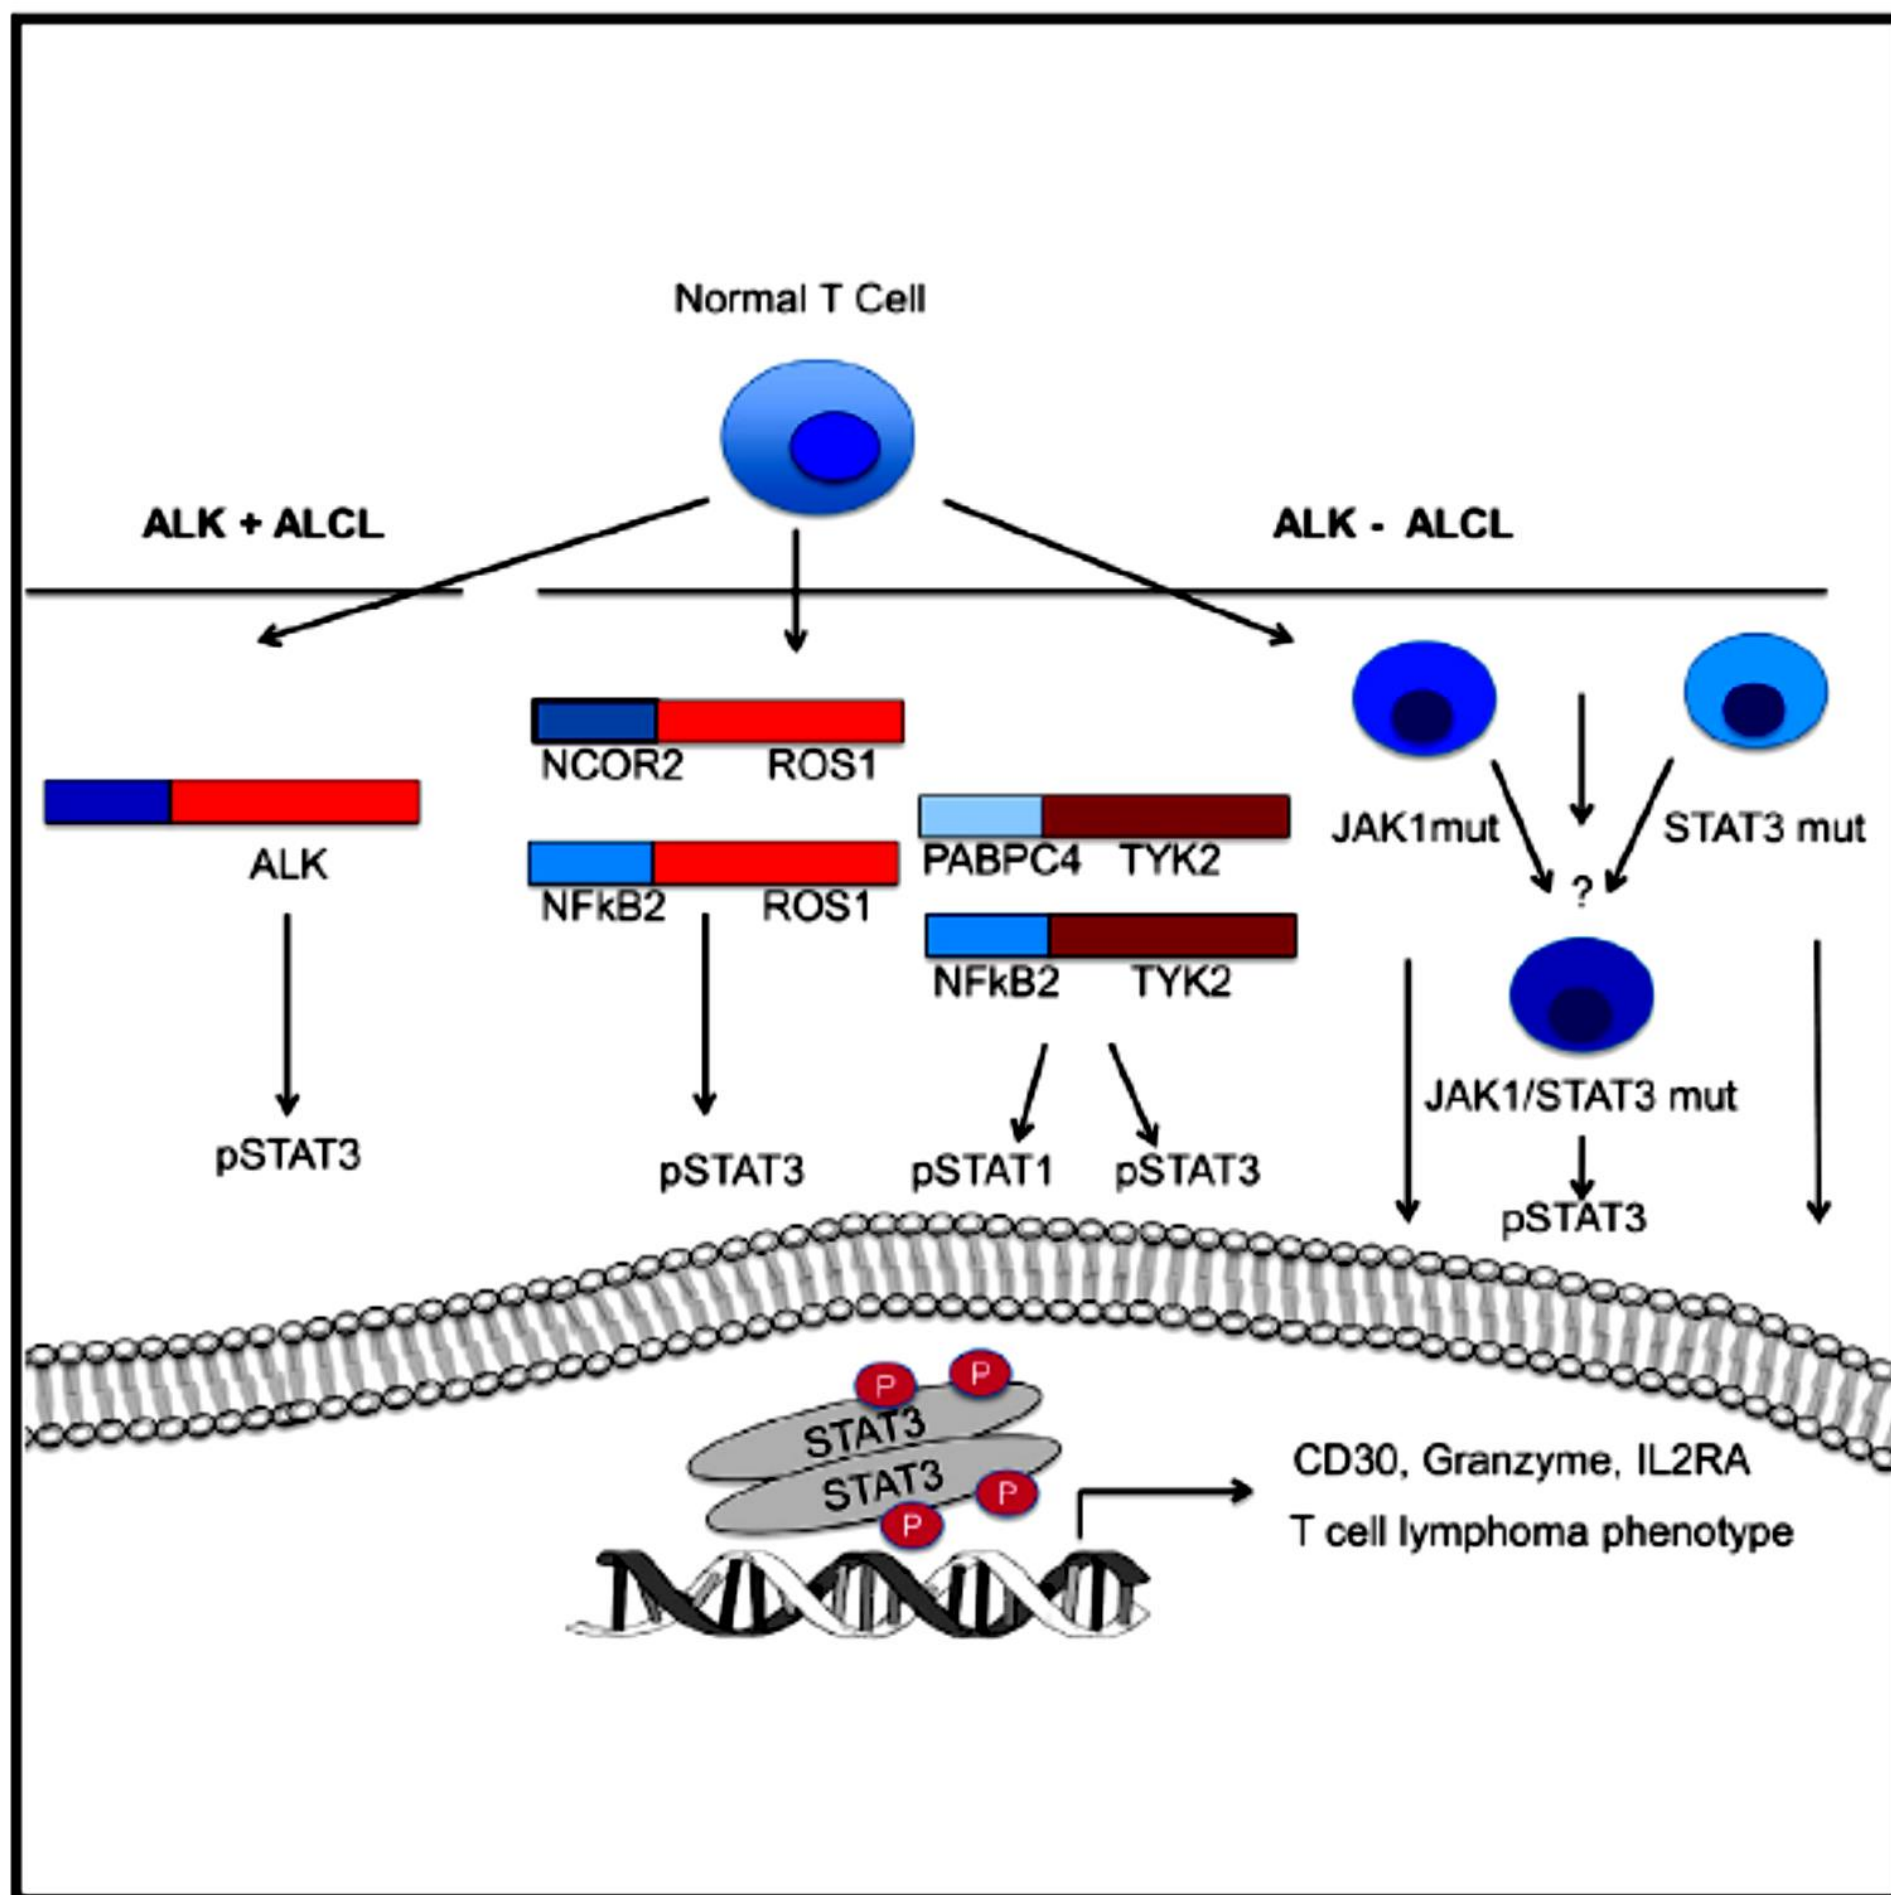 Normal T Cell
ALK + ALCL
ALK - ALCL
NCOR2 ROS1
ALK
NFkB2 ROS1
PABPC4 TYK2
NFkB2 TYK2
JAK1mut
STAT3 mut
?
JAK1/STAT3 mut
pSTAT3
pSTAT3
pSTAT1
pSTAT3
pSTAT3
P
P
STAT3
STAT3
P
P
CD30, Granzyme, IL2RA
T cell lymphoma phenotype